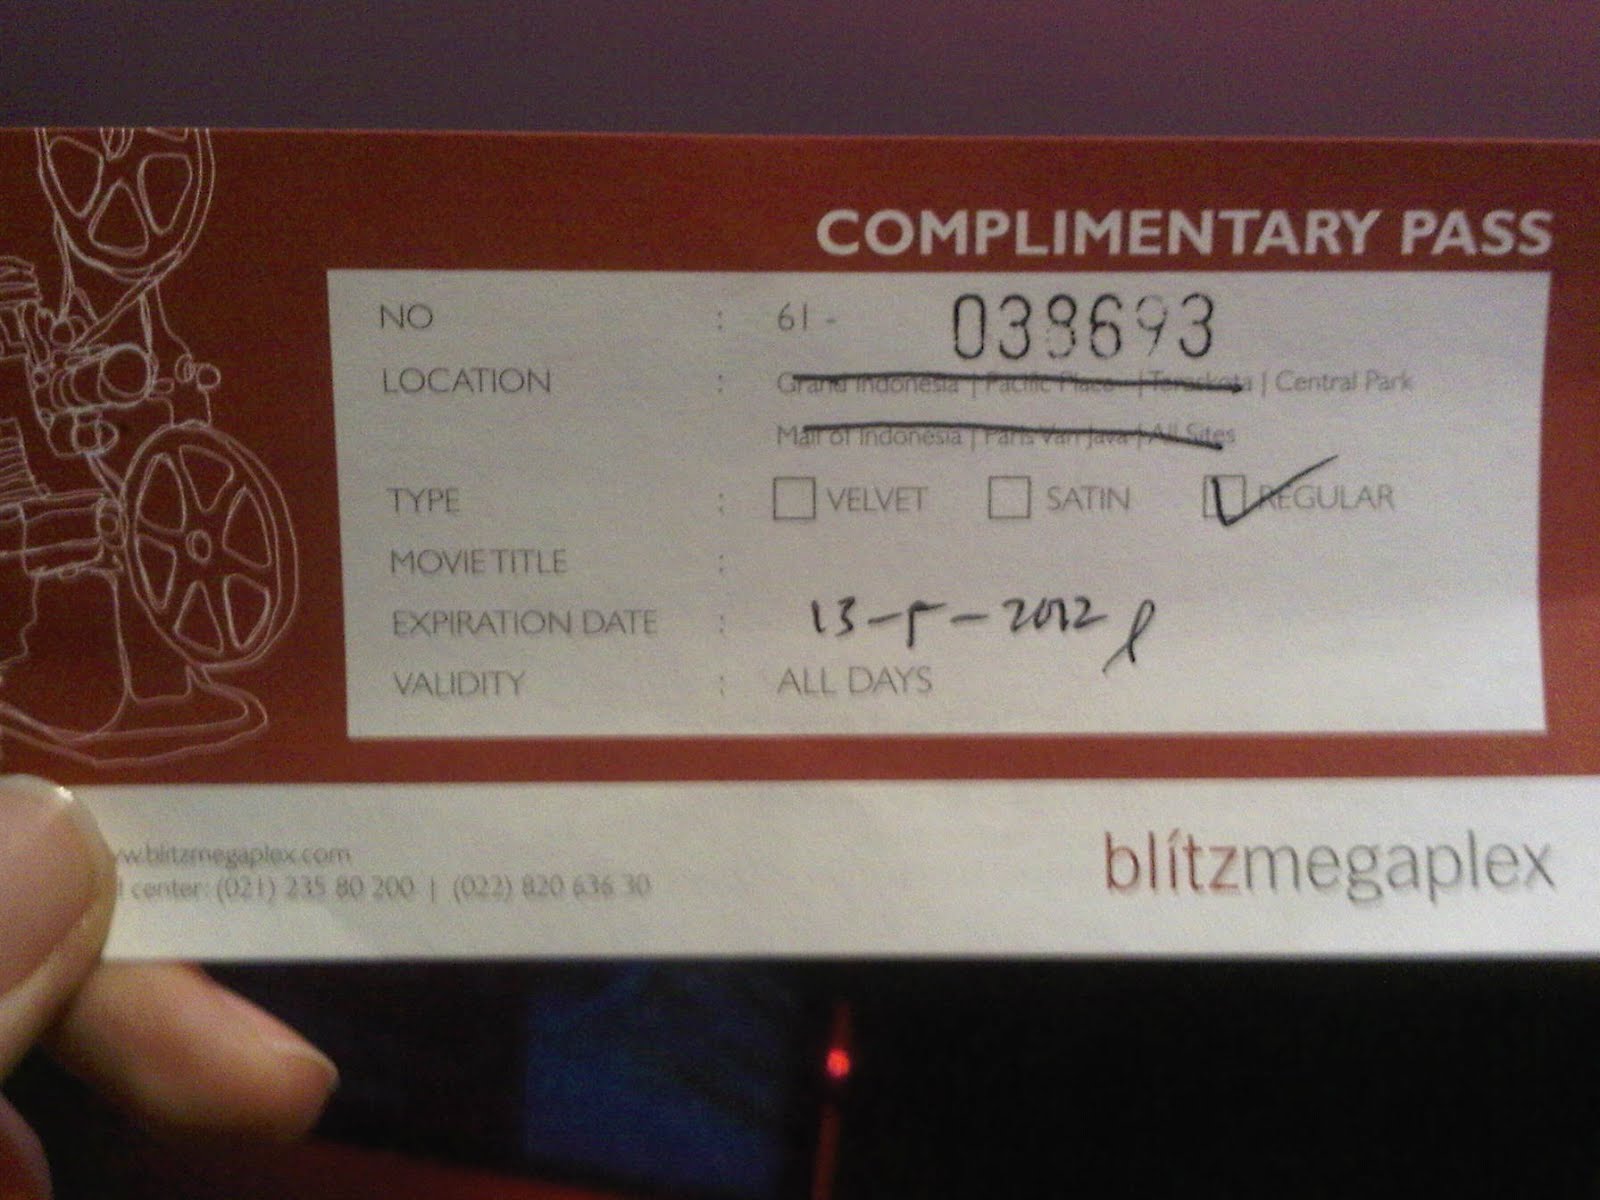 COMPLIMENTARY PASS
NO : 61 - 038693
LOCATION : Grand Indonesia | Pacific Place | Teraskota | Central Park
Mall of Indonesia | Paris Van Java | All Sites
TYPE : VELVET SATIN REGULAR
MOVIE TITLE :
EXPIRATION DATE : 13-5-2012
VALIDITY : ALL DAYS
w.blitzmegaplex.com
center: (021) 235 80 200 | (022) 820 636 30
blitzmegaplex